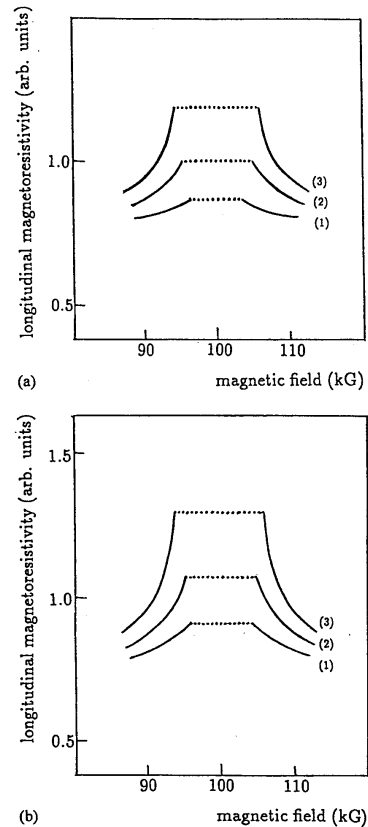 longitudinal magnetoresistivity (arb. units)
1.0
0.5
(3)
(2)
(1)
90
100
110
(a)
magnetic field (kG)
longitudinal magnetoresistivity (arb. units)
1.5
1.0
0.5
(3)
(2)
(1)
90
100
110
(b)
magnetic field (kG)